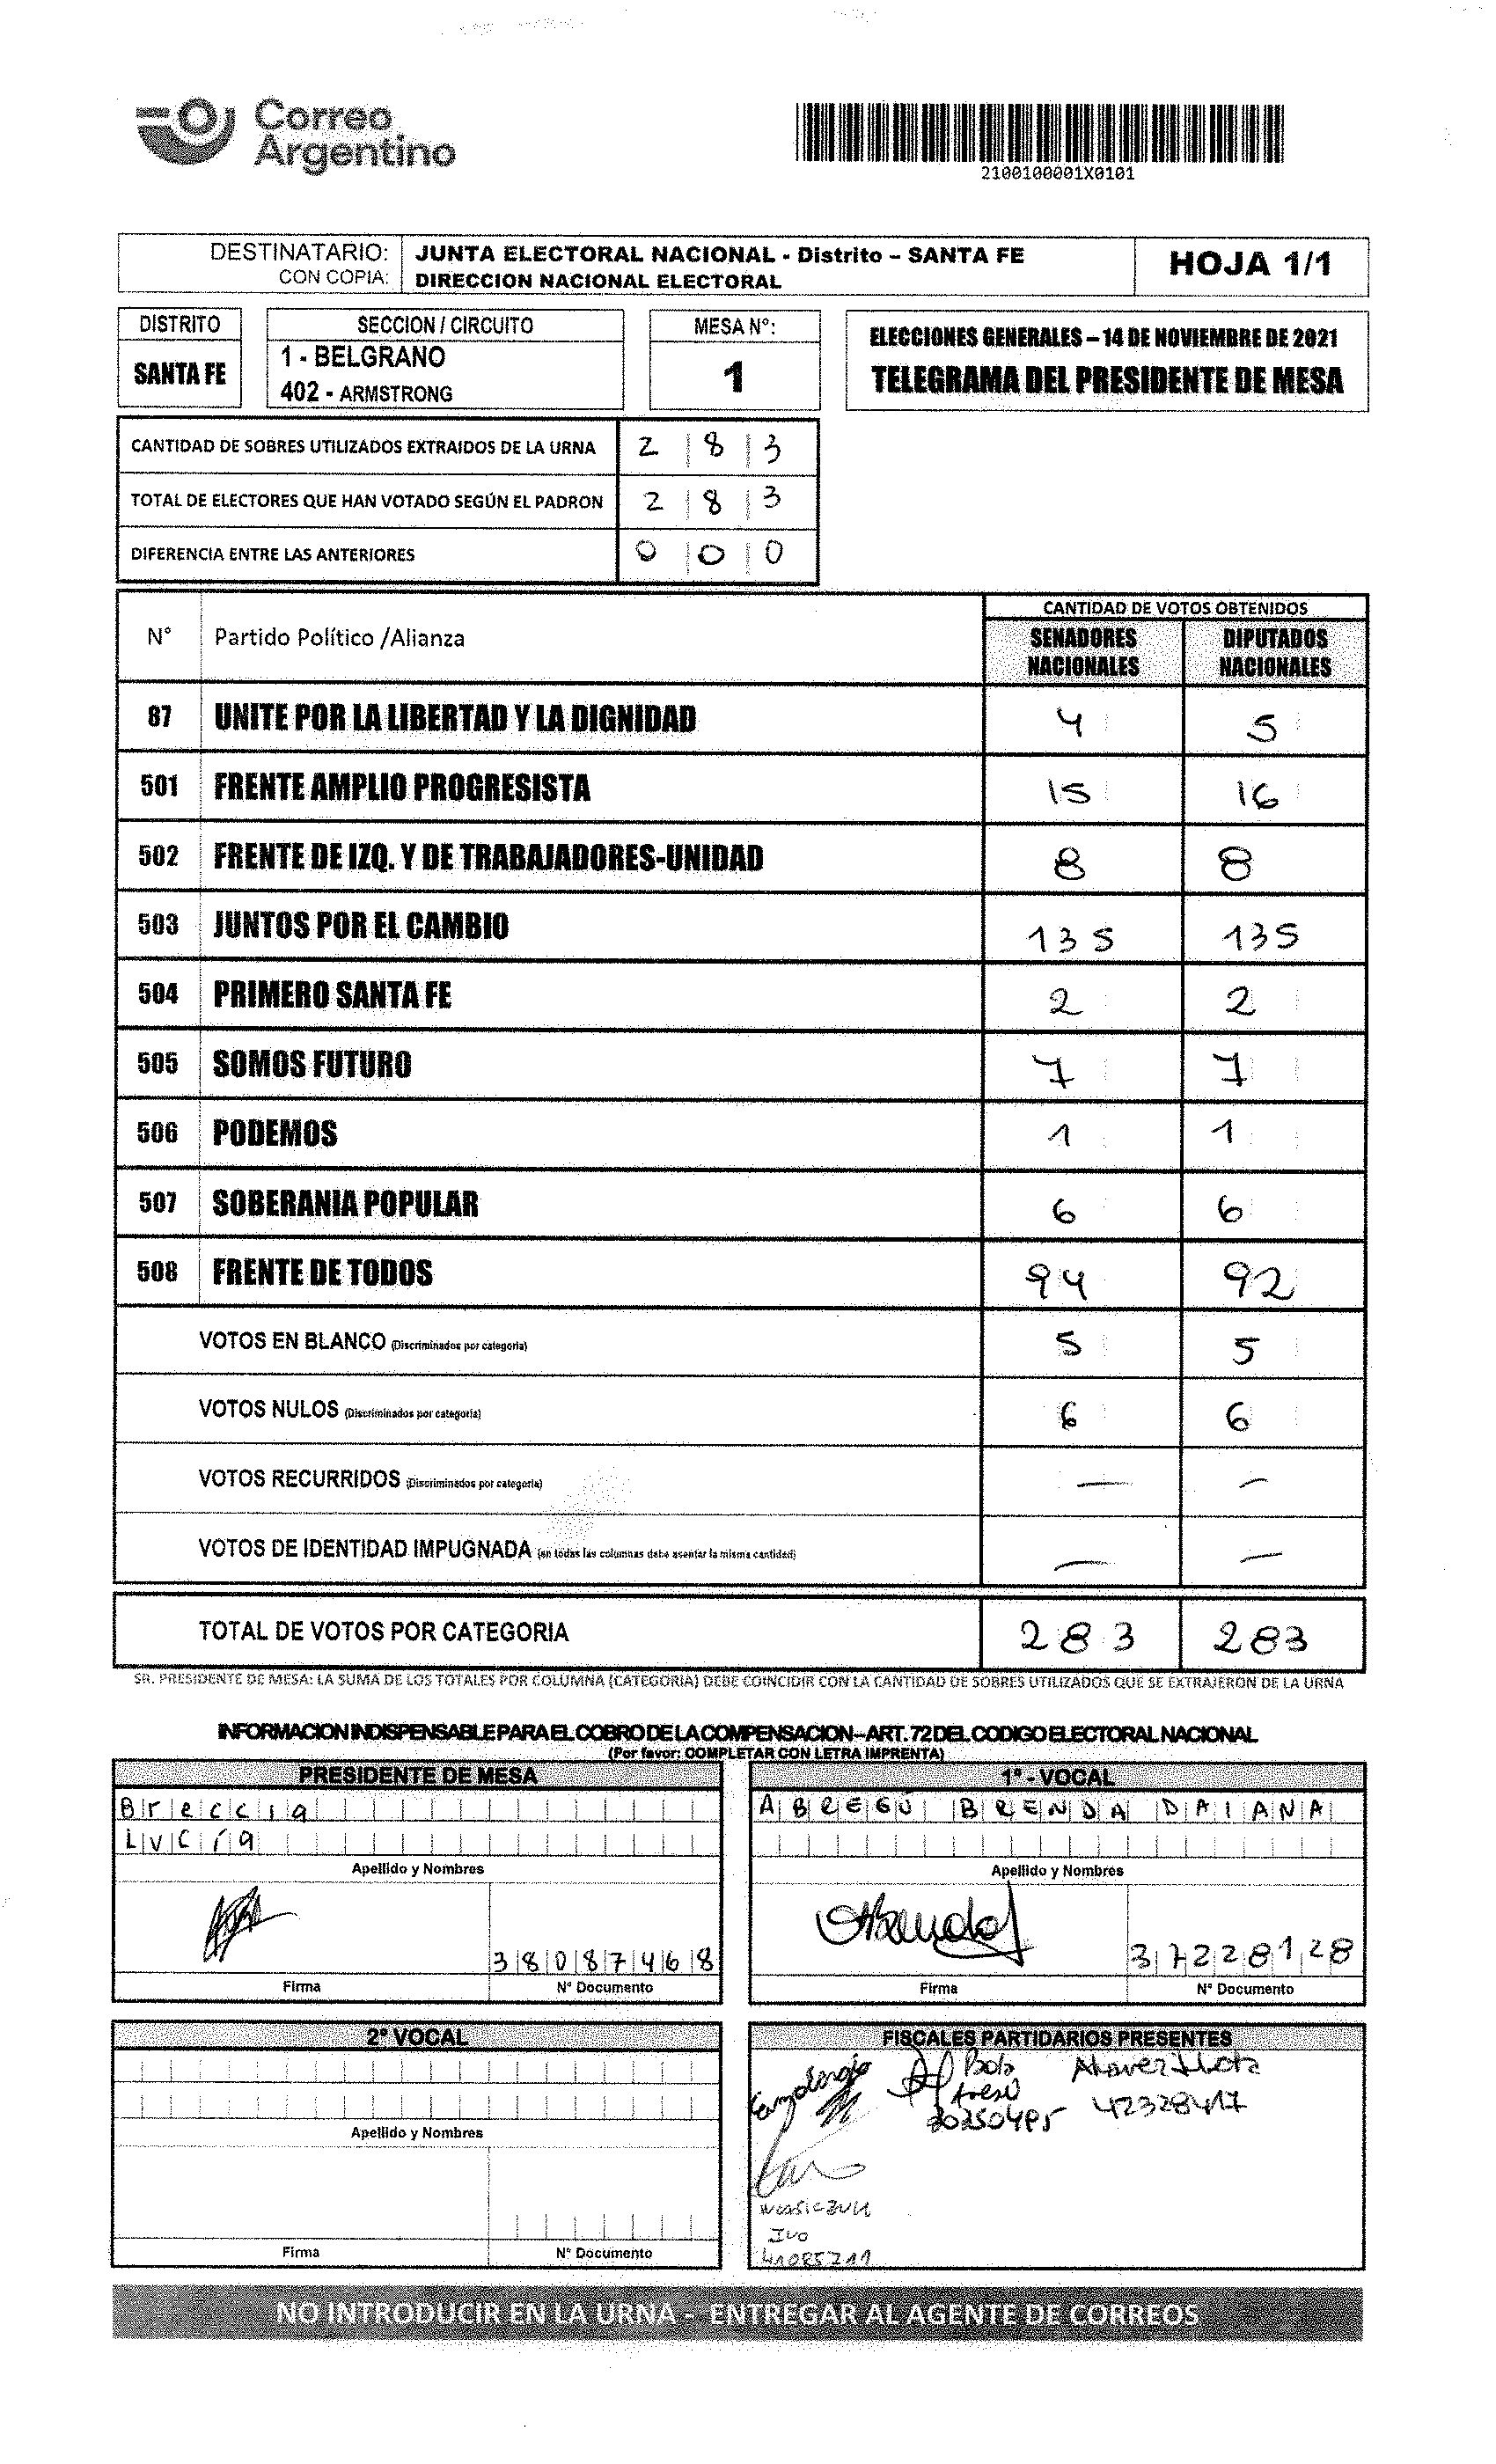 Correo
Argentino
2100100001X0101
DESTINATARIO: JUNTA ELECTORAL NACIONAL - Distrito – SANTA FE
CON COPIA: DIRECCION NACIONAL ELECTORAL
HOJA 1/1
DISTRITO
SANTA FE
SECCION / CIRCUITO
1 - BELGRANO
402 - ARMSTRONG
MESA N°:
1
ELECCIONES GENERALES – 14 DE NOVIEMBRE DE 2021
TELEGRAMA DEL PRESIDENTE DE MESA
CANTIDAD DE SOBRES UTILIZADOS EXTRAIDOS DE LA URNA 2 8 3
TOTAL DE ELECTORES QUE HAN VOTADO SEGÚN EL PADRON 2 8 3
DIFERENCIA ENTRE LAS ANTERIORES 0 0 0
CANTIDAD DE VOTOS OBTENIDOS
N° Partido Político /Alianza SENADORES NACIONALES DIPUTADOS NACIONALES
87 UNITE POR LA LIBERTAD Y LA DIGNIDAD 4 5
501 FRENTE AMPLIO PROGRESISTA 15 16
502 FRENTE DE IZQ. Y DE TRABAJADORES-UNIDAD 8 8
503 JUNTOS POR EL CAMBIO 135 135
504 PRIMERO SANTA FE 2 2
505 SOMOS FUTURO 7 7
506 PODEMOS 1 1
507 SOBERANIA POPULAR 6 6
508 FRENTE DE TODOS 94 92
VOTOS EN BLANCO (Discriminados por categoria) 5 5
VOTOS NULOS (Discriminados por categoria) 6 6
VOTOS RECURRIDOS (Discriminados por categoria) — —
VOTOS DE IDENTIDAD IMPUGNADA (en todas las columnas debe asentar la misma cantidad) — —
TOTAL DE VOTOS POR CATEGORIA 283 283
SR. PRESIDENTE DE MESA: LA SUMA DE LOS TOTALES POR COLUMNA (CATEGORIA) DEBE COINCIDIR CON LA CANTIDAD DE SOBRES UTILIZADOS QUE SE EXTRAJERON DE LA URNA
INFORMACION INDISPENSABLE PARA EL COBRO DE LA COMPENSACION – ART. 72 DEL CODIGO ELECTORAL NACIONAL
(Por favor: COMPLETAR CON LETRA IMPRENTA)
PRESIDENTE DE MESA
Breccia
Lucía
Apellido y Nombres
38087468
Firma N° Documento
1° - VOCAL
ABREGÚ BRENDA DAIANA
Apellido y Nombres
37228128
Firma N° Documento
2° VOCAL
Apellido y Nombres
Firma N° Documento
FISCALES PARTIDARIOS PRESENTES
42328417
Ivo
NO INTRODUCIR EN LA URNA - ENTREGAR AL AGENTE DE CORREOS